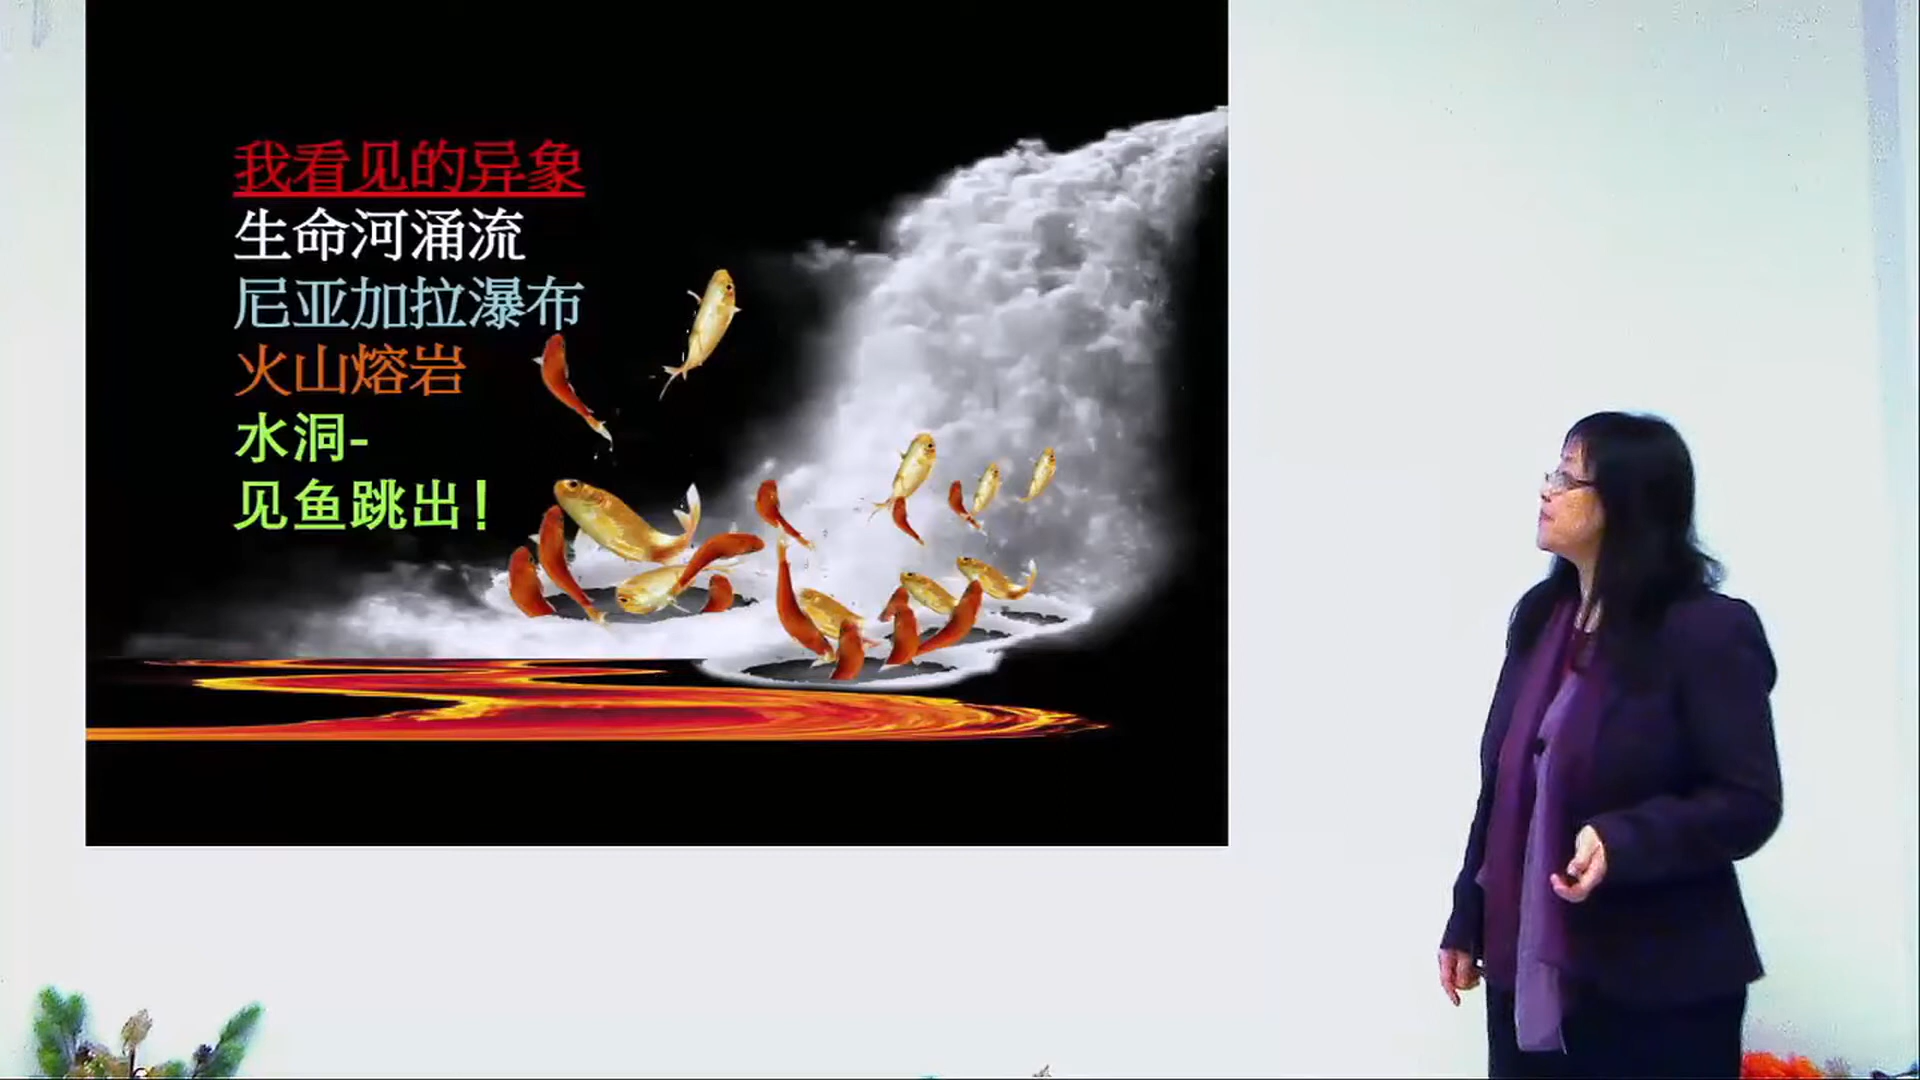 我看见的异象
生命河涌流
尼亚加拉瀑布
火山熔岩
水洞-
见鱼跳出！